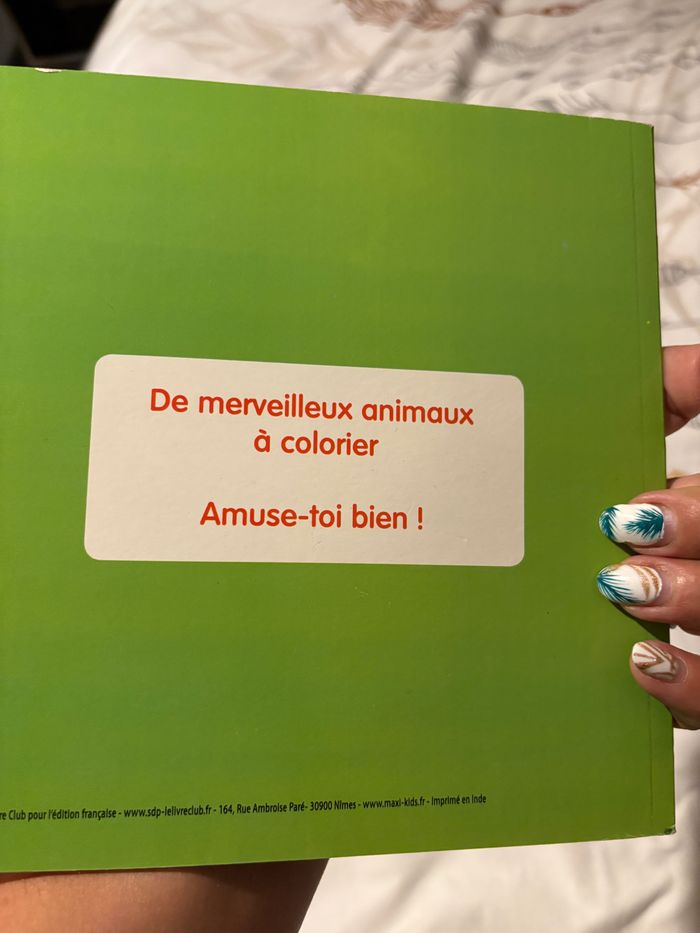 De merveilleux animaux
à colorier
Amuse-toi bien !
Club pour l'édition française - www.sdp-lelivreclub.fr - 164, Rue Ambroise Paré- 30900 Nîmes - www.maxi-kids.fr - Imprimé en Inde